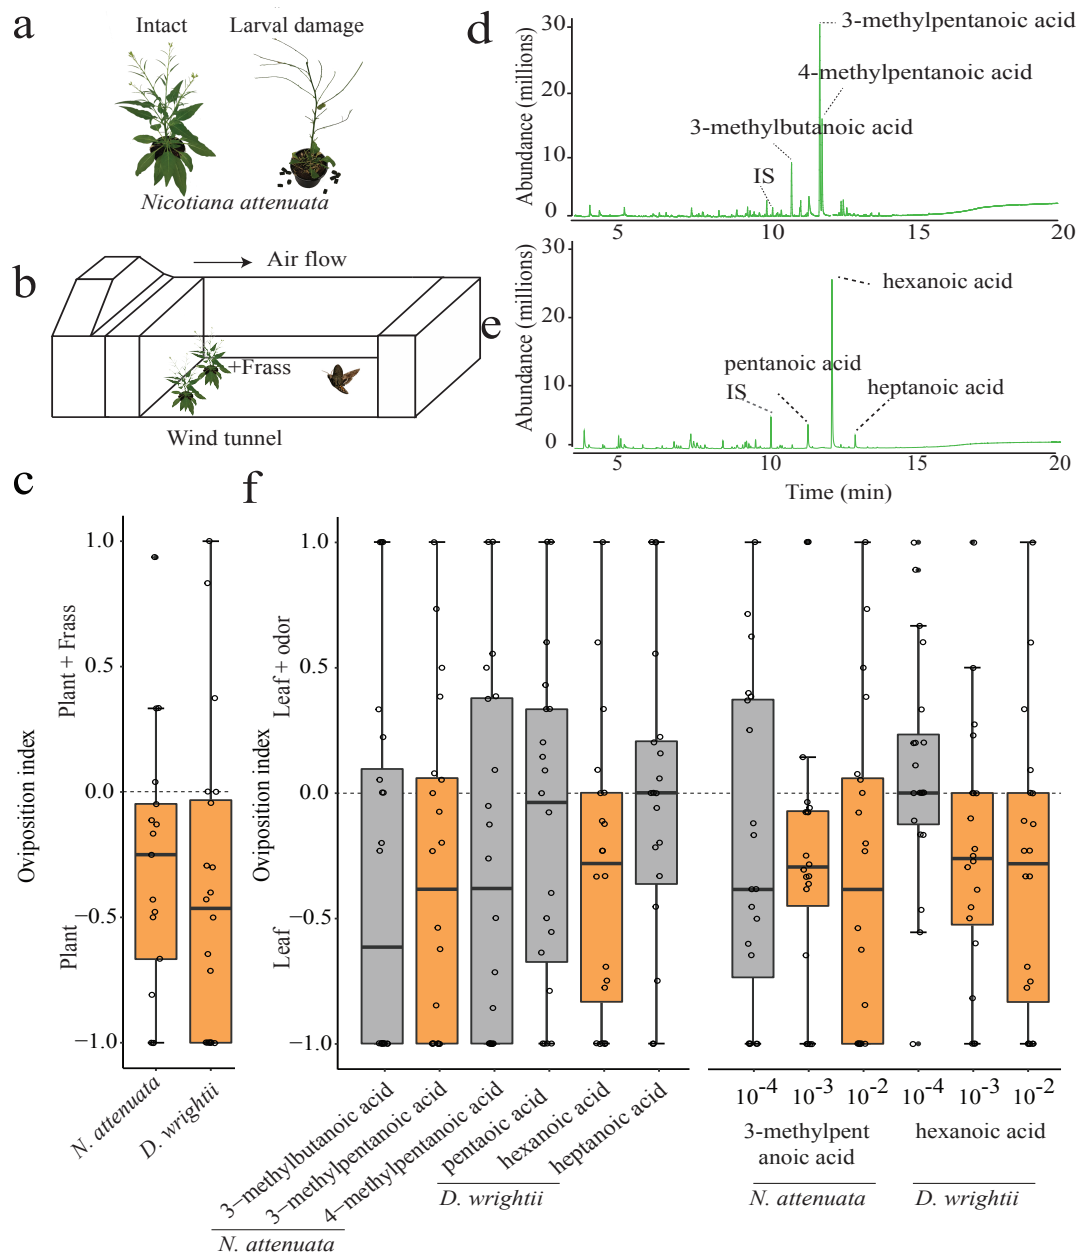 a
Intact
Larval damage
Nicotiana attenuata
b
Air flow
+Frass
Wind tunnel
d
Abundance (millions)
30
20
10
0
3-methylpentanoic acid
4-methylpentanoic acid
3-methylbutanoic acid
IS
5
10
15
20
e
Abundance (millions)
30
20
10
0
hexanoic acid
pentanoic acid
IS
heptanoic acid
5
10
15
20
Time (min)
c
Oviposition index
Plant
Plant + Frass
1.0
0.5
0.0
−0.5
−1.0
N. attenuata
D. wrightii
f
Oviposition index
Leaf
Leaf + odor
1.0
0.5
0.0
−0.5
−1.0
3−methylbutanoic acid
3−methylpentanoic acid
4−methylpentanoic acid
pentaoic acid
hexanoic acid
heptanoic acid
N. attenuata
D. wrightii
10-4
10-3
10-2
10-4
10-3
10-2
3-methylpent
anoic acid
hexanoic acid
N. attenuata
D. wrightii